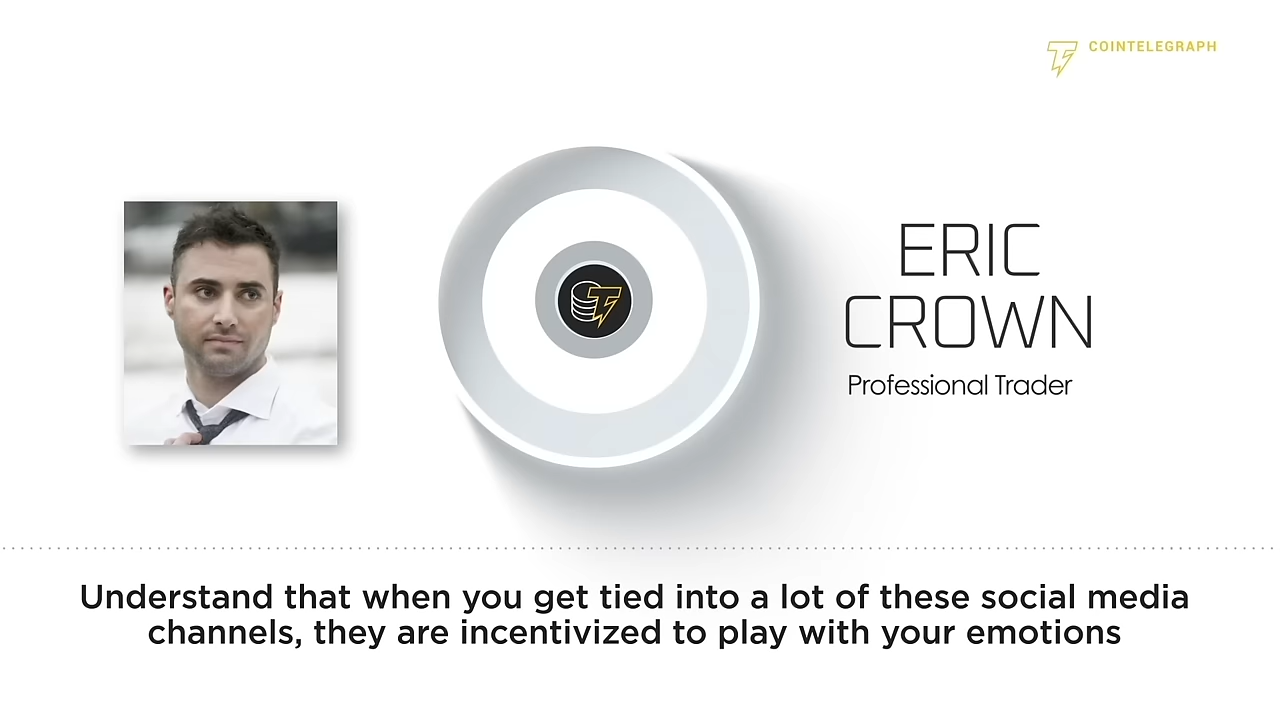 COINTELEGRAPH
ERIC
CROWN
Professional Trader
Understand that when you get tied into a lot of these social media
channels, they are incentivized to play with your emotions